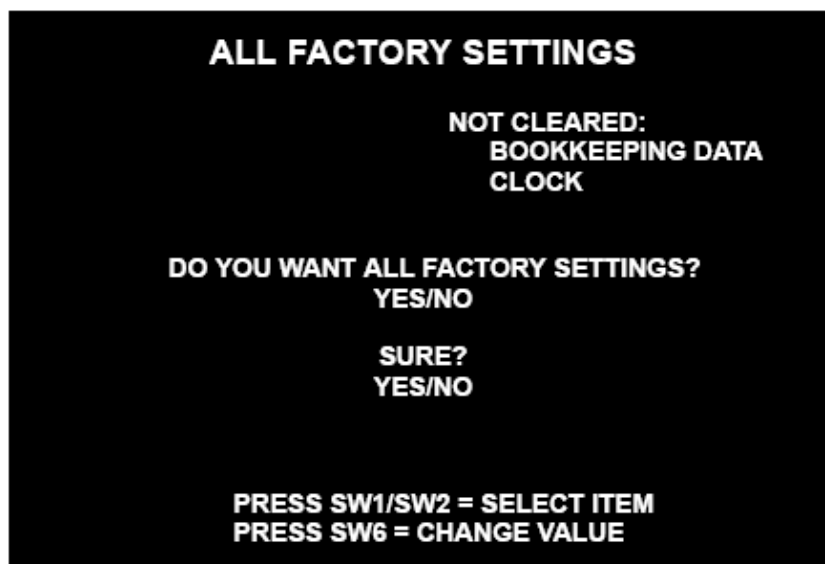 ALL FACTORY SETTINGS
NOT CLEARED:
BOOKKEEPING DATA
CLOCK
DO YOU WANT ALL FACTORY SETTINGS?
YES/NO
SURE?
YES/NO
PRESS SW1/SW2 = SELECT ITEM
PRESS SW6 = CHANGE VALUE